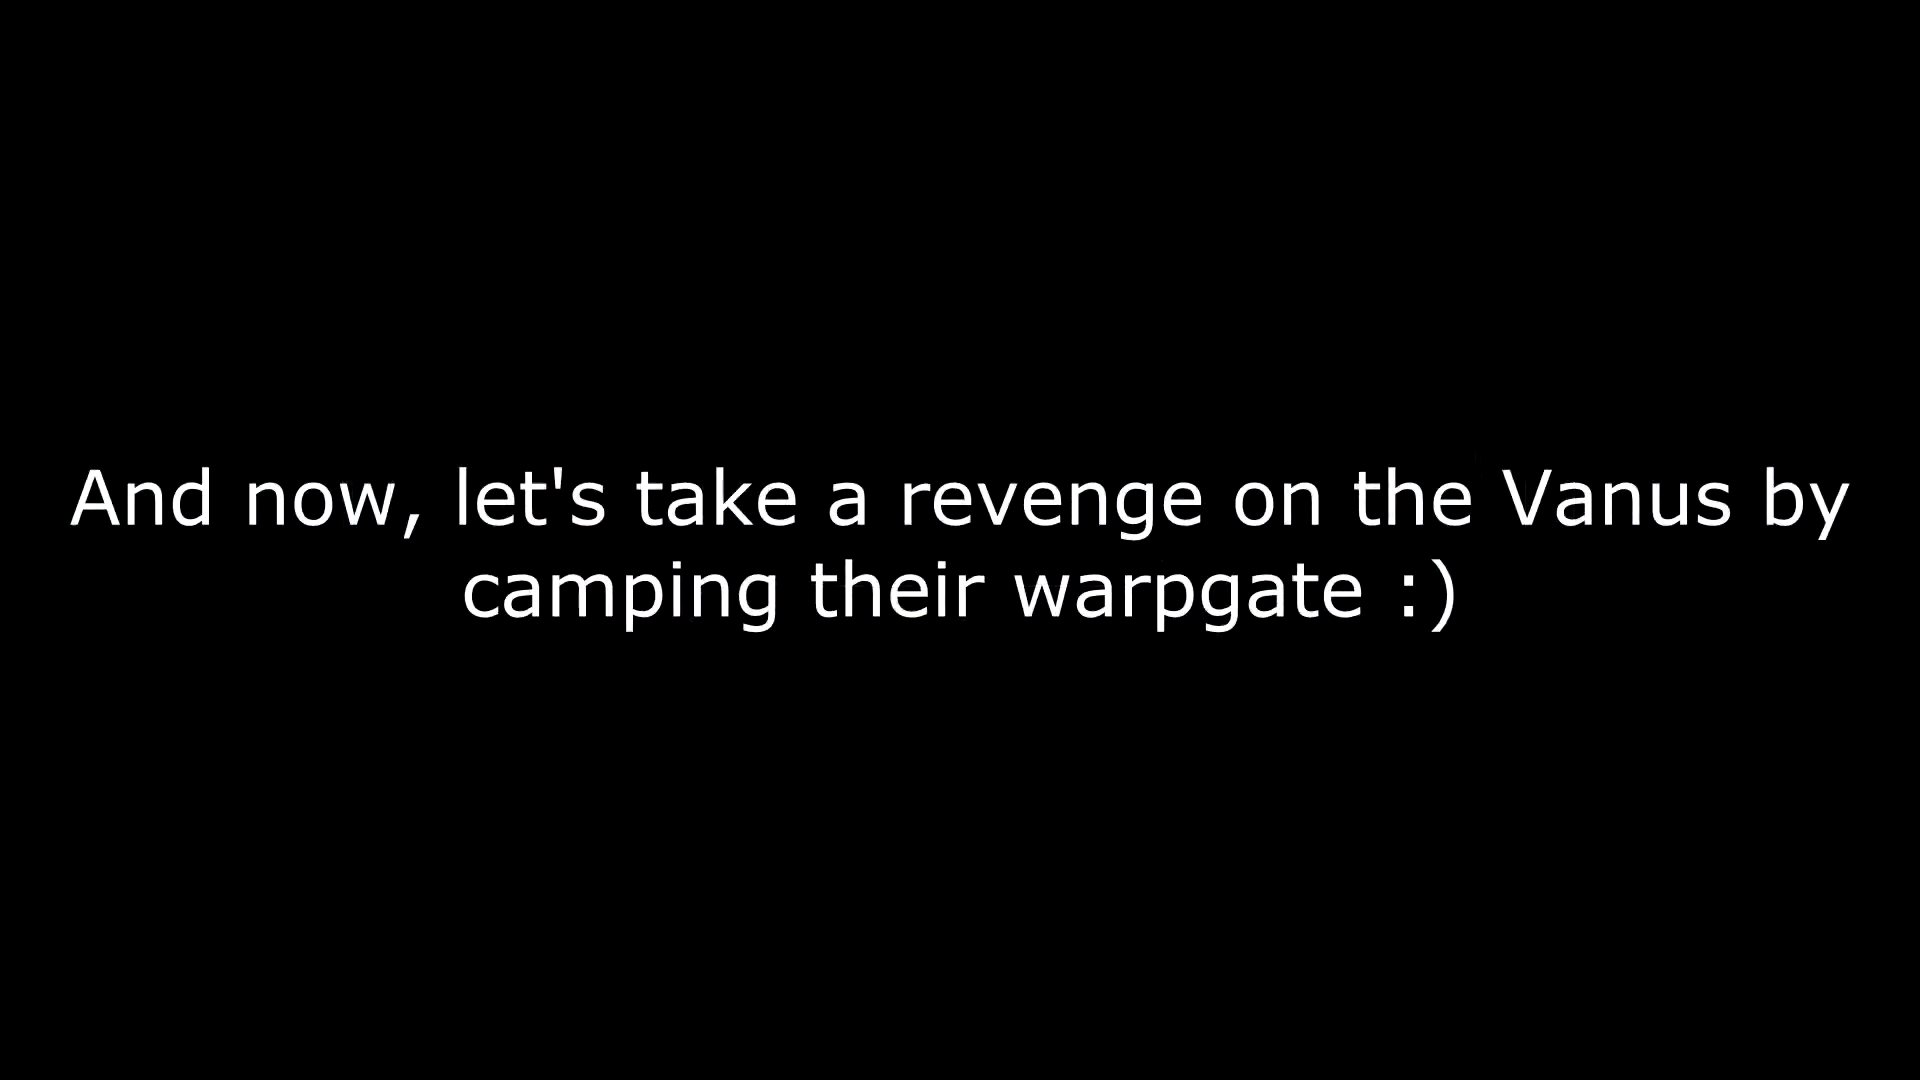 And now, let's take a revenge on the Vanus by
camping their warpgate :)